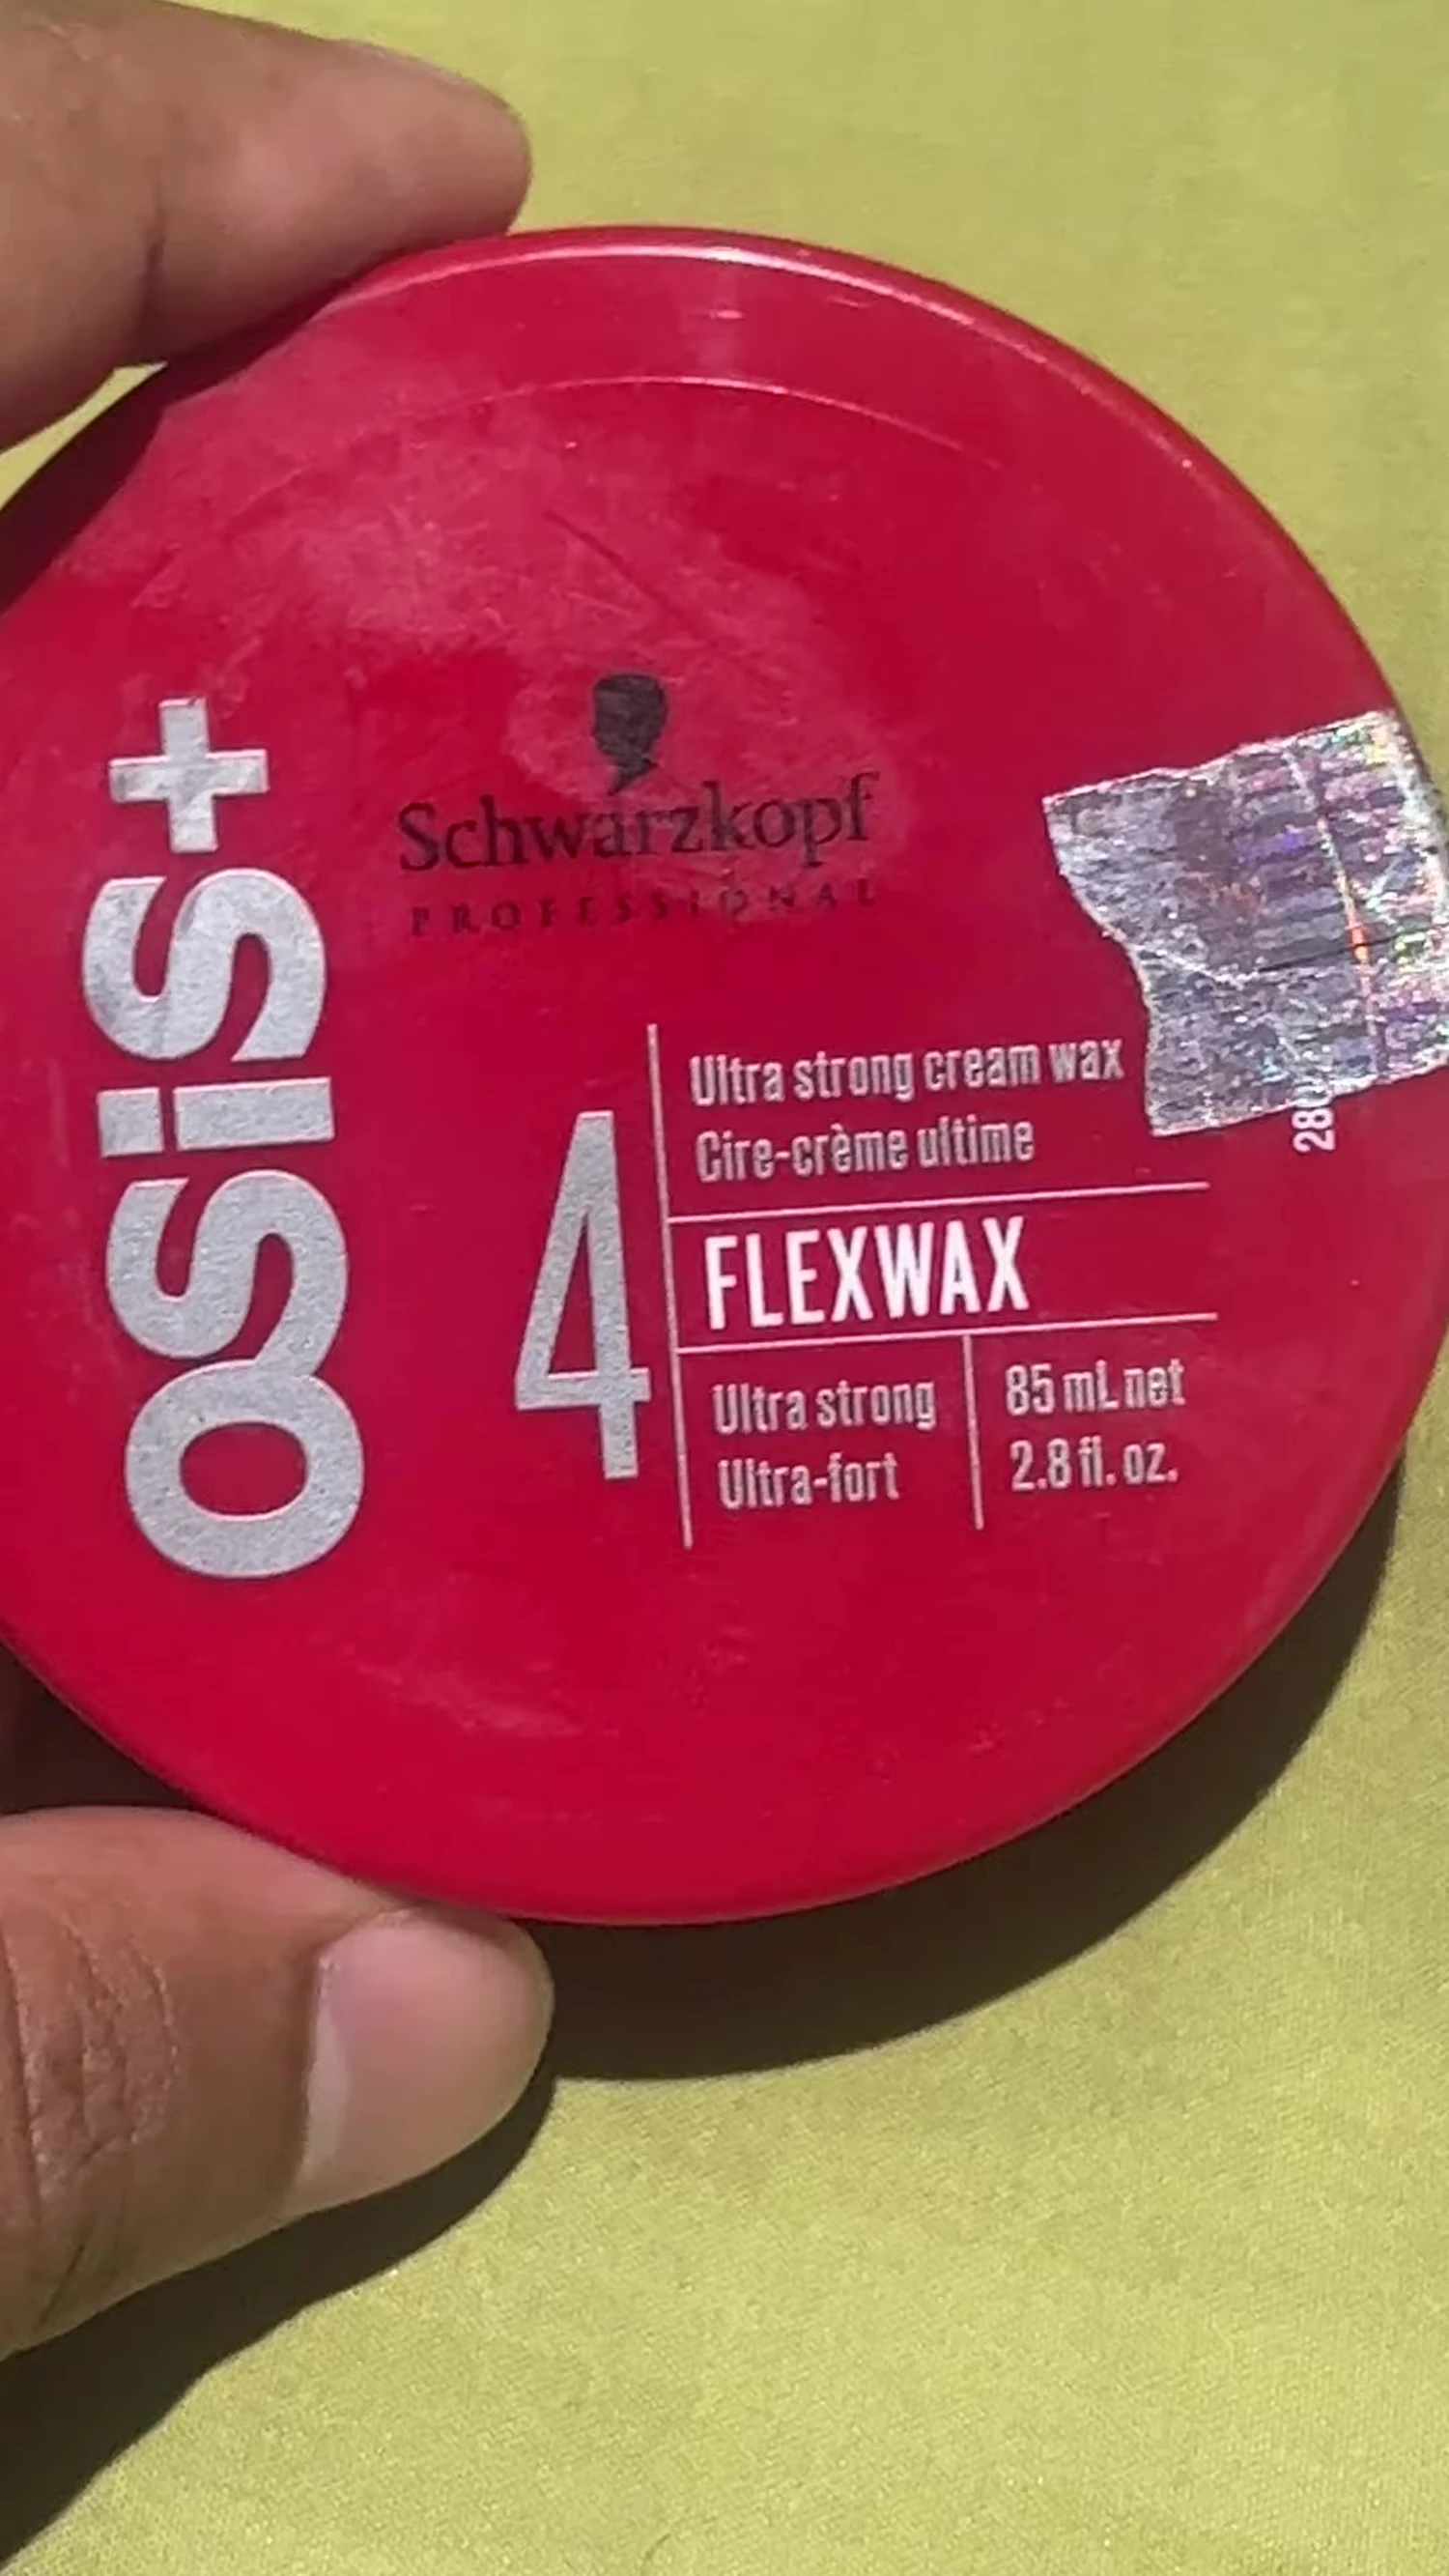 osis+
Schwarzkopf
PROFESSIONAL
4
Ultra strong cream wax
Cire-crème ultime
FLEXWAX
Ultra strong
Ultra-fort
85 mL net
2.8 fl. oz.